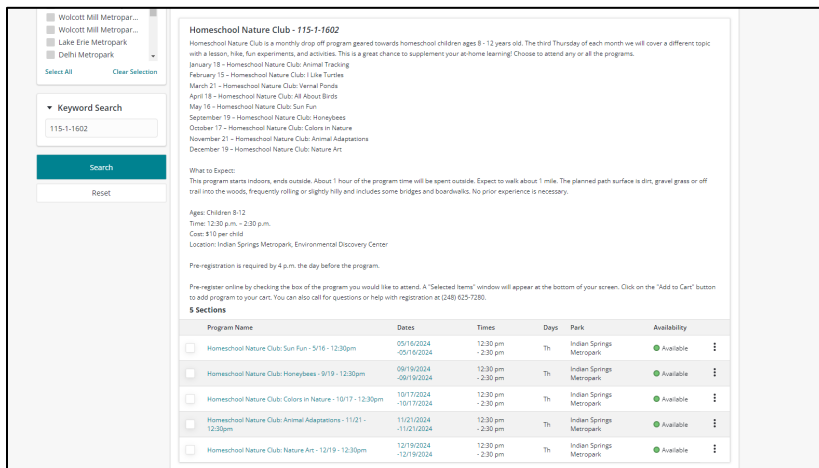 Wolcott Mill Metropar...
Wolcott Mill Metropar...
Lake Erie Metropark
Delhi Metropark
Select All Clear Selection
Keyword Search
115-1-1602
Search
Reset
Homeschool Nature Club - 115-1-1602
Homeschool Nature Club is a monthly drop off program geared towards homeschool children ages 8 - 12 years old. The third Thursday of each month we will cover a different topic
with a lesson, hike, fun experiments, and activities. This is a great chance to supplement your at-home learning! Choose to attend any or all the programs.
January 18 – Homeschool Nature Club: Animal Tracking
February 15 – Homeschool Nature Club: I Like Turtles
March 21 – Homeschool Nature Club: Vernal Ponds
April 18 – Homeschool Nature Club: All About Birds
May 16 – Homeschool Nature Club: Sun Fun
September 19 – Homeschool Nature Club: Honeybees
October 17 – Homeschool Nature Club: Colors in Nature
November 21 – Homeschool Nature Club: Animal Adaptations
December 19 – Homeschool Nature Club: Nature Art
What to Expect:
This program starts indoors, ends outside. About 1 hour of the program time will be spent outside. Expect to walk about 1 mile. The planned path surface is dirt, gravel grass or off
trail into the woods, frequently rolling or slightly hilly and includes some bridges and boardwalks. No prior experience is necessary.
Ages: Children 8-12
Time: 12:30 p.m. – 2:30 p.m.
Cost: $10 per child
Location: Indian Springs Metropark, Environmental Discovery Center
Pre-registration is required by 4 p.m. the day before the program.
Pre-register online by checking the box of the program you would like to attend. A "Selected Items" window will appear at the bottom of your screen. Click on the "Add to Cart" button
to add program to your cart. You can also call for questions or help with registration at (248) 625-7280.
5 Sections
Program Name Dates Times Days Park Availability
Homeschool Nature Club: Sun Fun - 5/16 - 12:30pm 05/16/2024 -05/16/2024 12:30 pm - 2:30 pm Th Indian Springs Metropark Available
Homeschool Nature Club: Honeybees - 9/19 - 12:30pm 09/19/2024 -09/19/2024 12:30 pm - 2:30 pm Th Indian Springs Metropark Available
Homeschool Nature Club: Colors in Nature - 10/17 - 12:30pm 10/17/2024 -10/17/2024 12:30 pm - 2:30 pm Th Indian Springs Metropark Available
Homeschool Nature Club: Animal Adaptations - 11/21 - 12:30pm 11/21/2024 -11/21/2024 12:30 pm - 2:30 pm Th Indian Springs Metropark Available
Homeschool Nature Club: Nature Art - 12/19 - 12:30pm 12/19/2024 -12/19/2024 12:30 pm - 2:30 pm Th Indian Springs Metropark Available